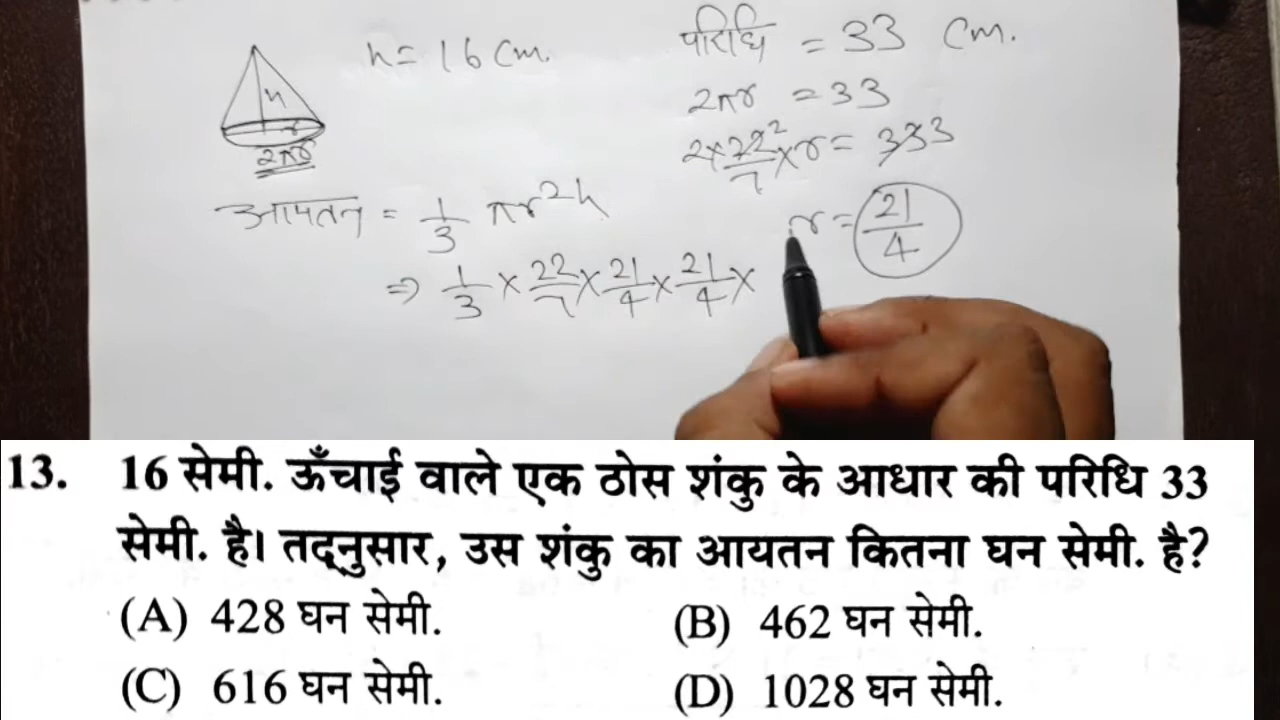 h = 16 cm.
परिधि = 33 cm.
2πr = 33
2 × 22/7 × r = 33 3
r = 21/4
h
r
2πr
आयतन = 1/3 πr²h
⇒ 1/3 × 22/7 × 21/4 × 21/4 ×
13. 16 सेमी. ऊँचाई वाले एक ठोस शंकु के आधार की परिधि 33
सेमी. है। तद्नुसार, उस शंकु का आयतन कितना घन सेमी. है?
(A) 428 घन सेमी. (B) 462 घन सेमी.
(C) 616 घन सेमी. (D) 1028 घन सेमी.